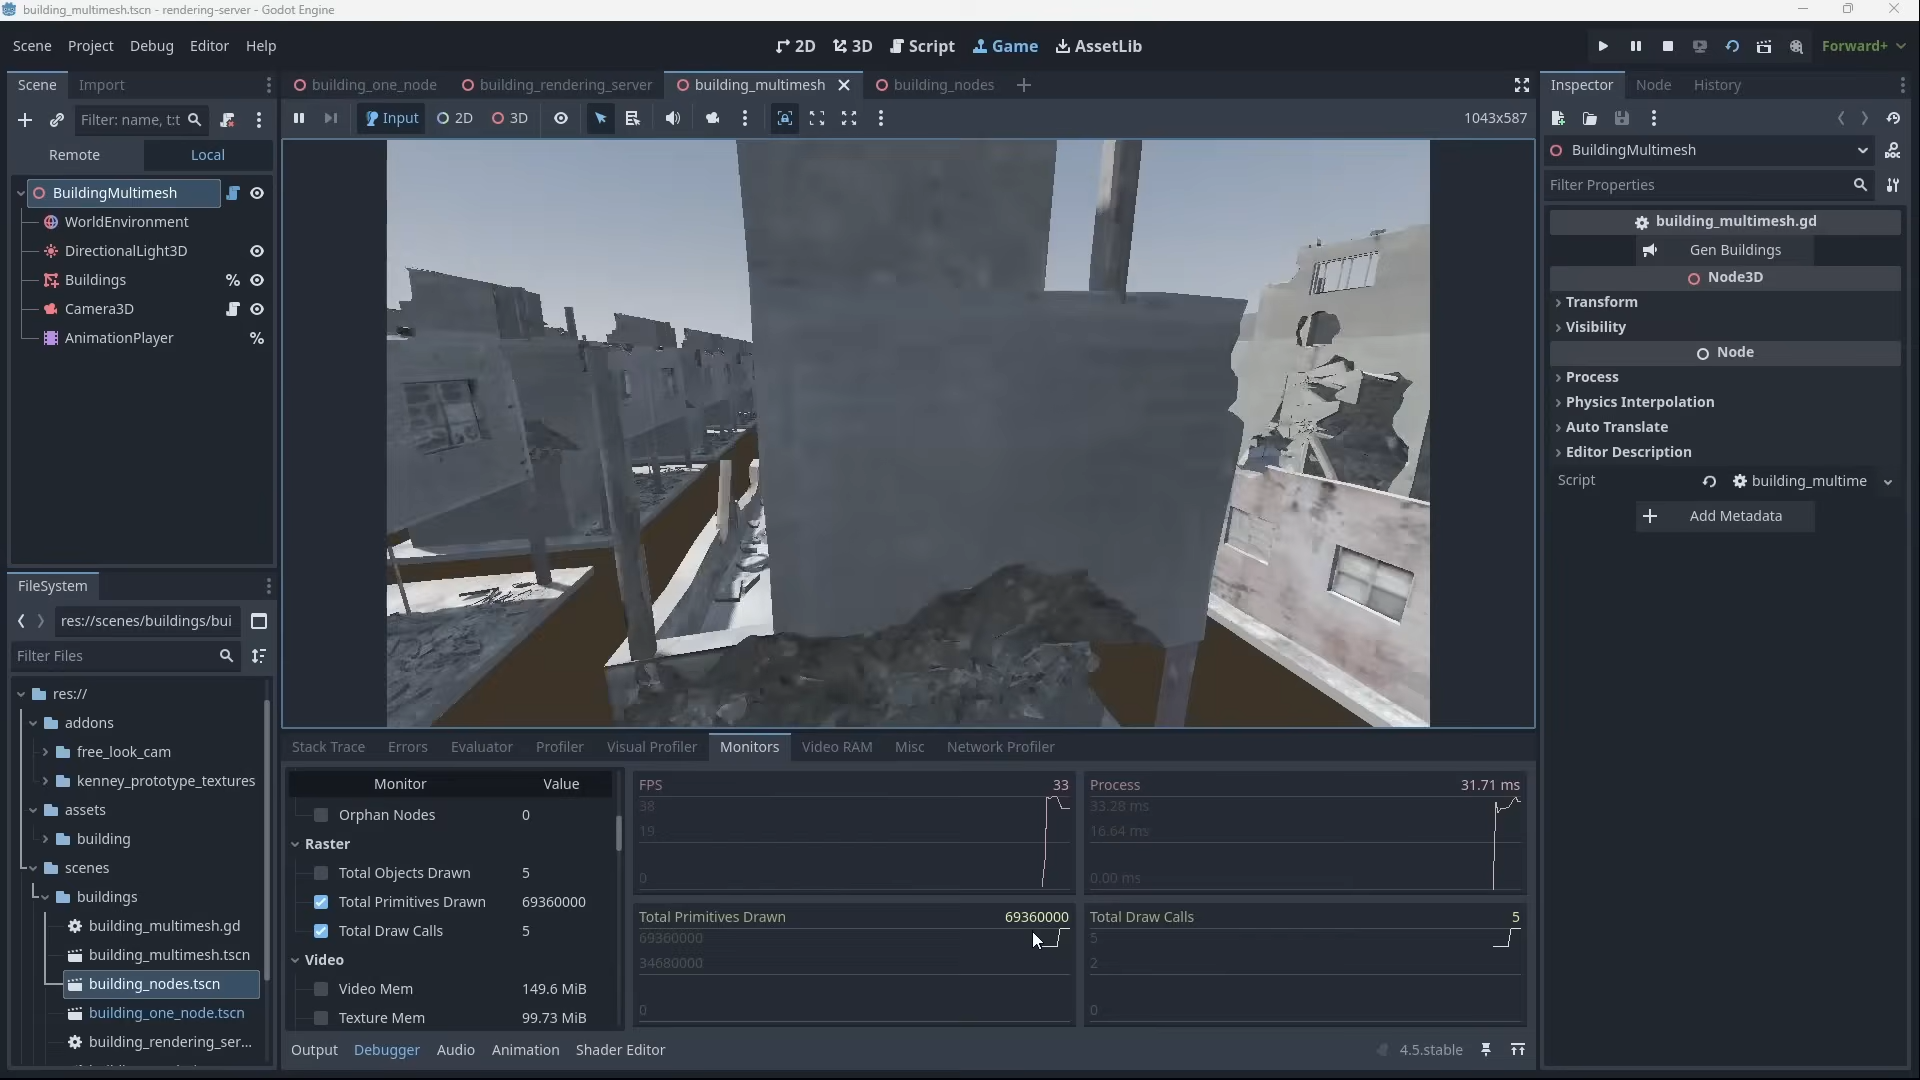 building_multimesh.tscn - rendering-server - Godot Engine
Scene Project Debug Editor Help
2D 3D Script Game AssetLib
Forward+
Scene Import
building_one_node building_rendering_server building_multimesh building_nodes
Inspector Node History
Filter: name, t:t
Input 2D 3D
1043x587
Remote Local
BuildingMultimesh
WorldEnvironment
DirectionalLight3D
Buildings
Camera3D
AnimationPlayer
BuildingMultimesh
Filter Properties
building_multimesh.gd
Gen Buildings
Node3D
Transform
Visibility
Node
Process
Physics Interpolation
Auto Translate
Editor Description
Script building_multime
Add Metadata
FileSystem
res://scenes/buildings/bui
Filter Files
res://
addons
free_look_cam
kenney_prototype_textures
assets
building
scenes
buildings
building_multimesh.gd
building_multimesh.tscn
building_nodes.tscn
building_one_node.tscn
building_rendering_ser...
Stack Trace Errors Evaluator Profiler Visual Profiler Monitors Video RAM Misc Network Profiler
Monitor Value
Orphan Nodes 0
Raster
Total Objects Drawn 5
Total Primitives Drawn 69360000
Total Draw Calls 5
Video
Video Mem 149.6 MiB
Texture Mem 99.73 MiB
FPS 33
38
19
0
Process 31.71 ms
33.28 ms
16.64 ms
0.00 ms
Total Primitives Drawn 69360000
69360000
34680000
0
Total Draw Calls 5
5
2
0
Output Debugger Audio Animation Shader Editor
4.5.stable